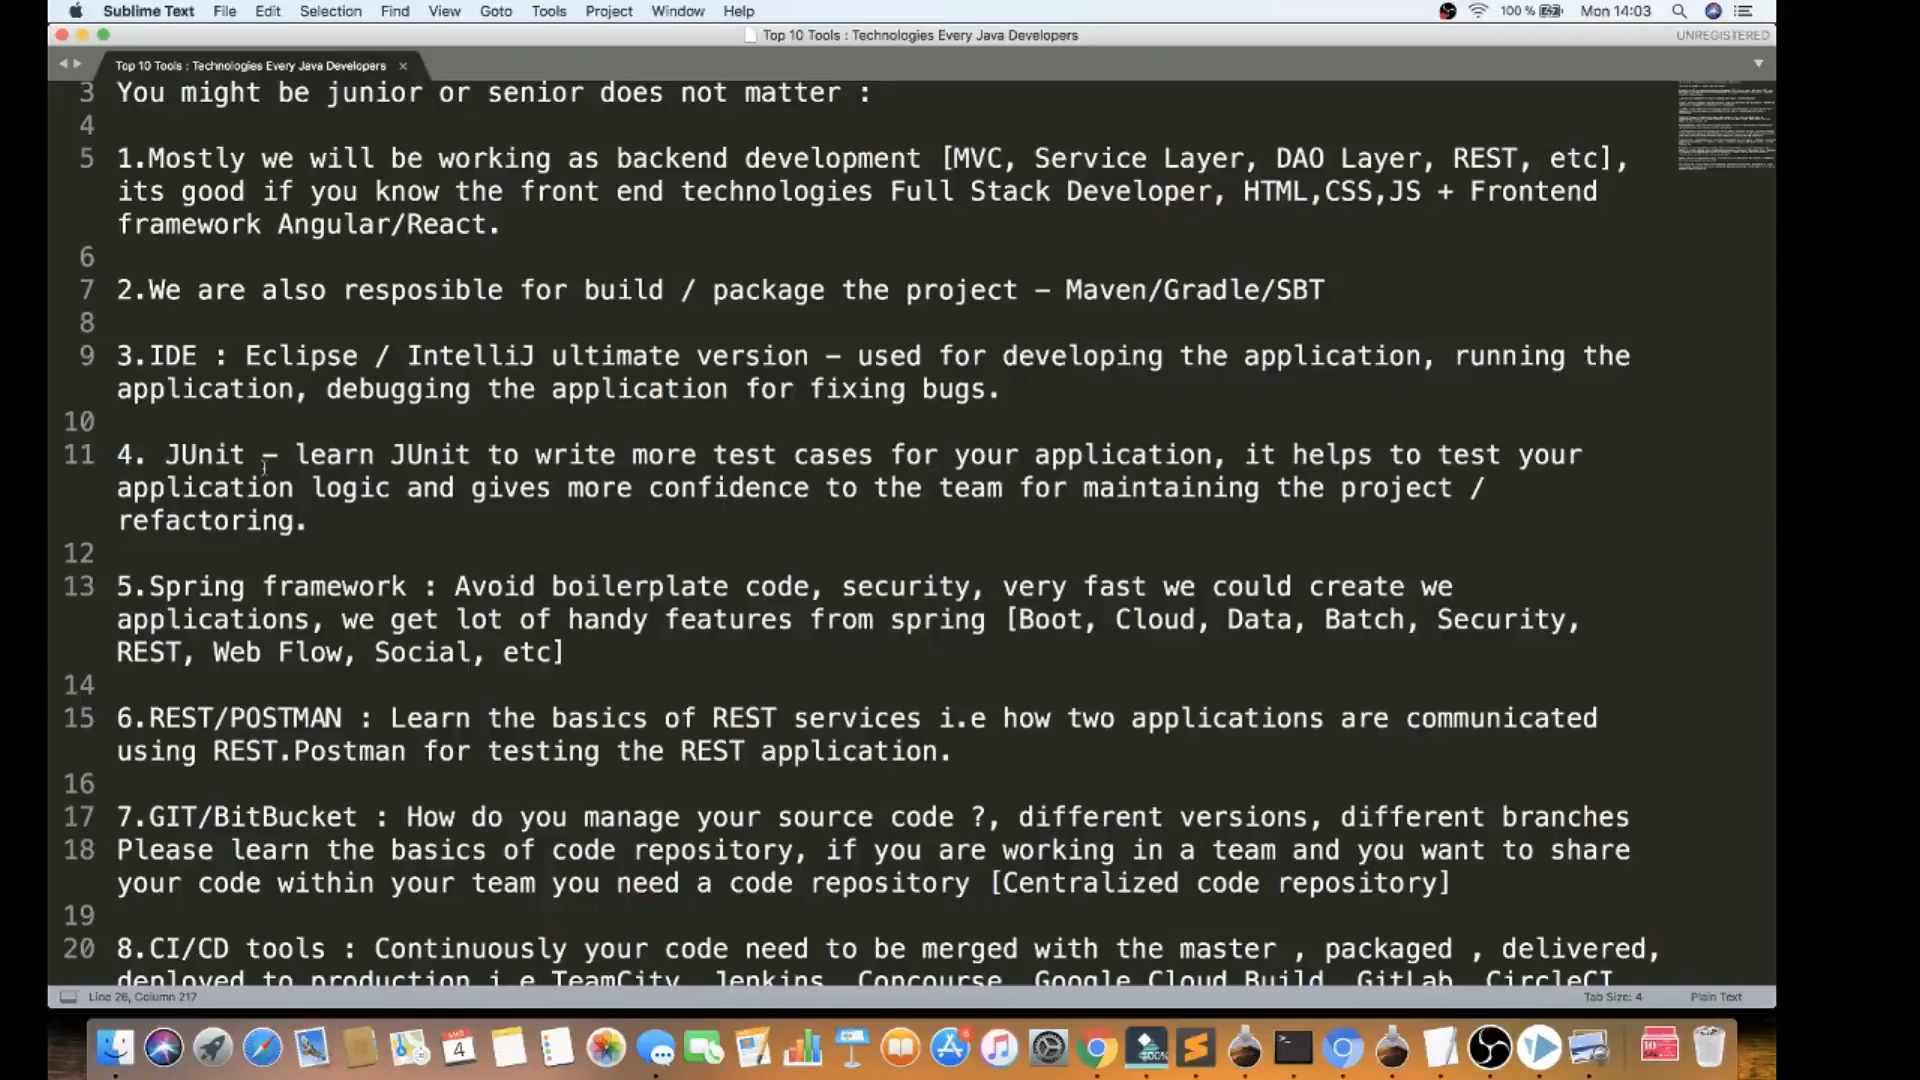 Sublime Text File Edit Selection Find View Goto Tools Project Window Help 100 % Mon 14:03
Top 10 Tools : Technologies Every Java Developers UNREGISTERED
Top 10 Tools : Technologies Every Java Developers ×
3 You might be junior or senior does not matter :
4
5 1.Mostly we will be working as backend development [MVC, Service Layer, DAO Layer, REST, etc],
its good if you know the front end technologies Full Stack Developer, HTML,CSS,JS + Frontend
framework Angular/React.
6
7 2.We are also resposible for build / package the project – Maven/Gradle/SBT
8
9 3.IDE : Eclipse / IntelliJ ultimate version – used for developing the application, running the
application, debugging the application for fixing bugs.
10
11 4. JUnit – learn JUnit to write more test cases for your application, it helps to test your
application logic and gives more confidence to the team for maintaining the project /
refactoring.
12
13 5.Spring framework : Avoid boilerplate code, security, very fast we could create we
applications, we get lot of handy features from spring [Boot, Cloud, Data, Batch, Security,
REST, Web Flow, Social, etc]
14
15 6.REST/POSTMAN : Learn the basics of REST services i.e how two applications are communicated
using REST.Postman for testing the REST application.
16
17 7.GIT/BitBucket : How do you manage your source code ?, different versions, different branches
18 Please learn the basics of code repository, if you are working in a team and you want to share
your code within your team you need a code repository [Centralized code repository]
19
20 8.CI/CD tools : Continuously your code need to be merged with the master , packaged , delivered,
deployed to production i.e TeamCity, Jenkins, Concourse, Google Cloud Build, GitLab, CircleCI
Line 26, Column 217 Tab Size: 4 Plain Text
4